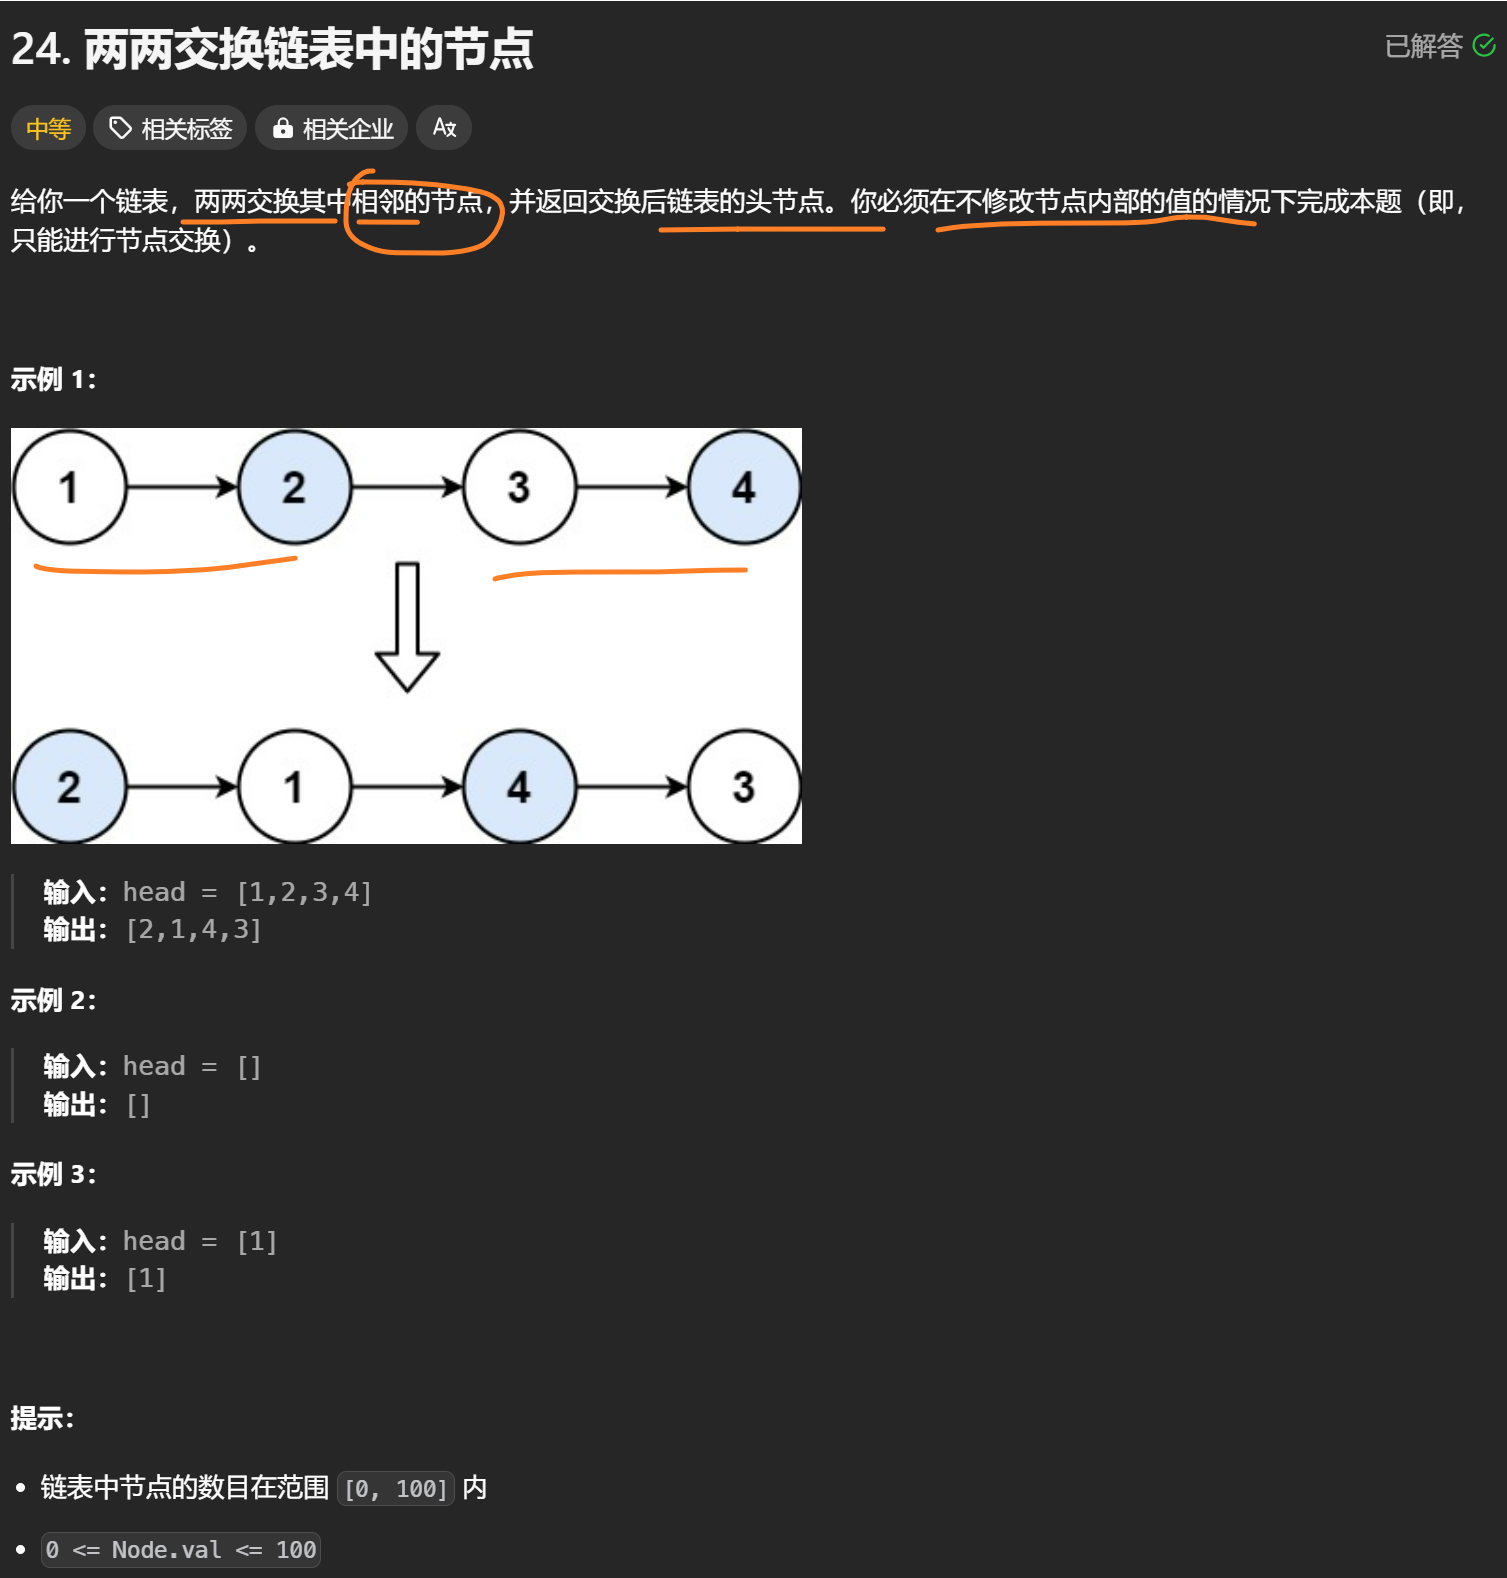 24. 两两交换链表中的节点
已解答
中等 相关标签 相关企业
给你一个链表，两两交换其中相邻的节点，并返回交换后链表的头节点。你必须在不修改节点内部的值的情况下完成本题（即，
只能进行节点交换）。
示例 1：
1 2 3 4
2 1 4 3
输入：head = [1,2,3,4]
输出：[2,1,4,3]
示例 2：
输入：head = []
输出：[]
示例 3：
输入：head = [1]
输出：[1]
提示：
链表中节点的数目在范围 [0, 100] 内
0 <= Node.val <= 100